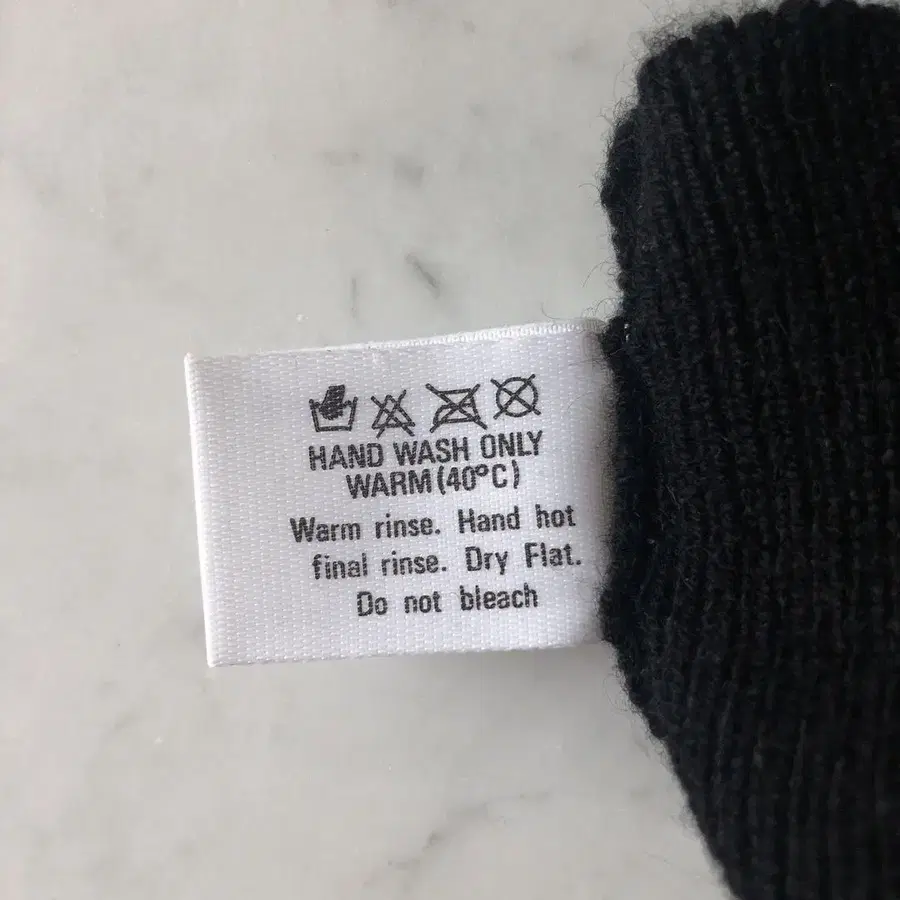 HAND WASH ONLY
WARM (40°C)
Warm rinse. Hand hot
final rinse. Dry Flat.
Do not bleach